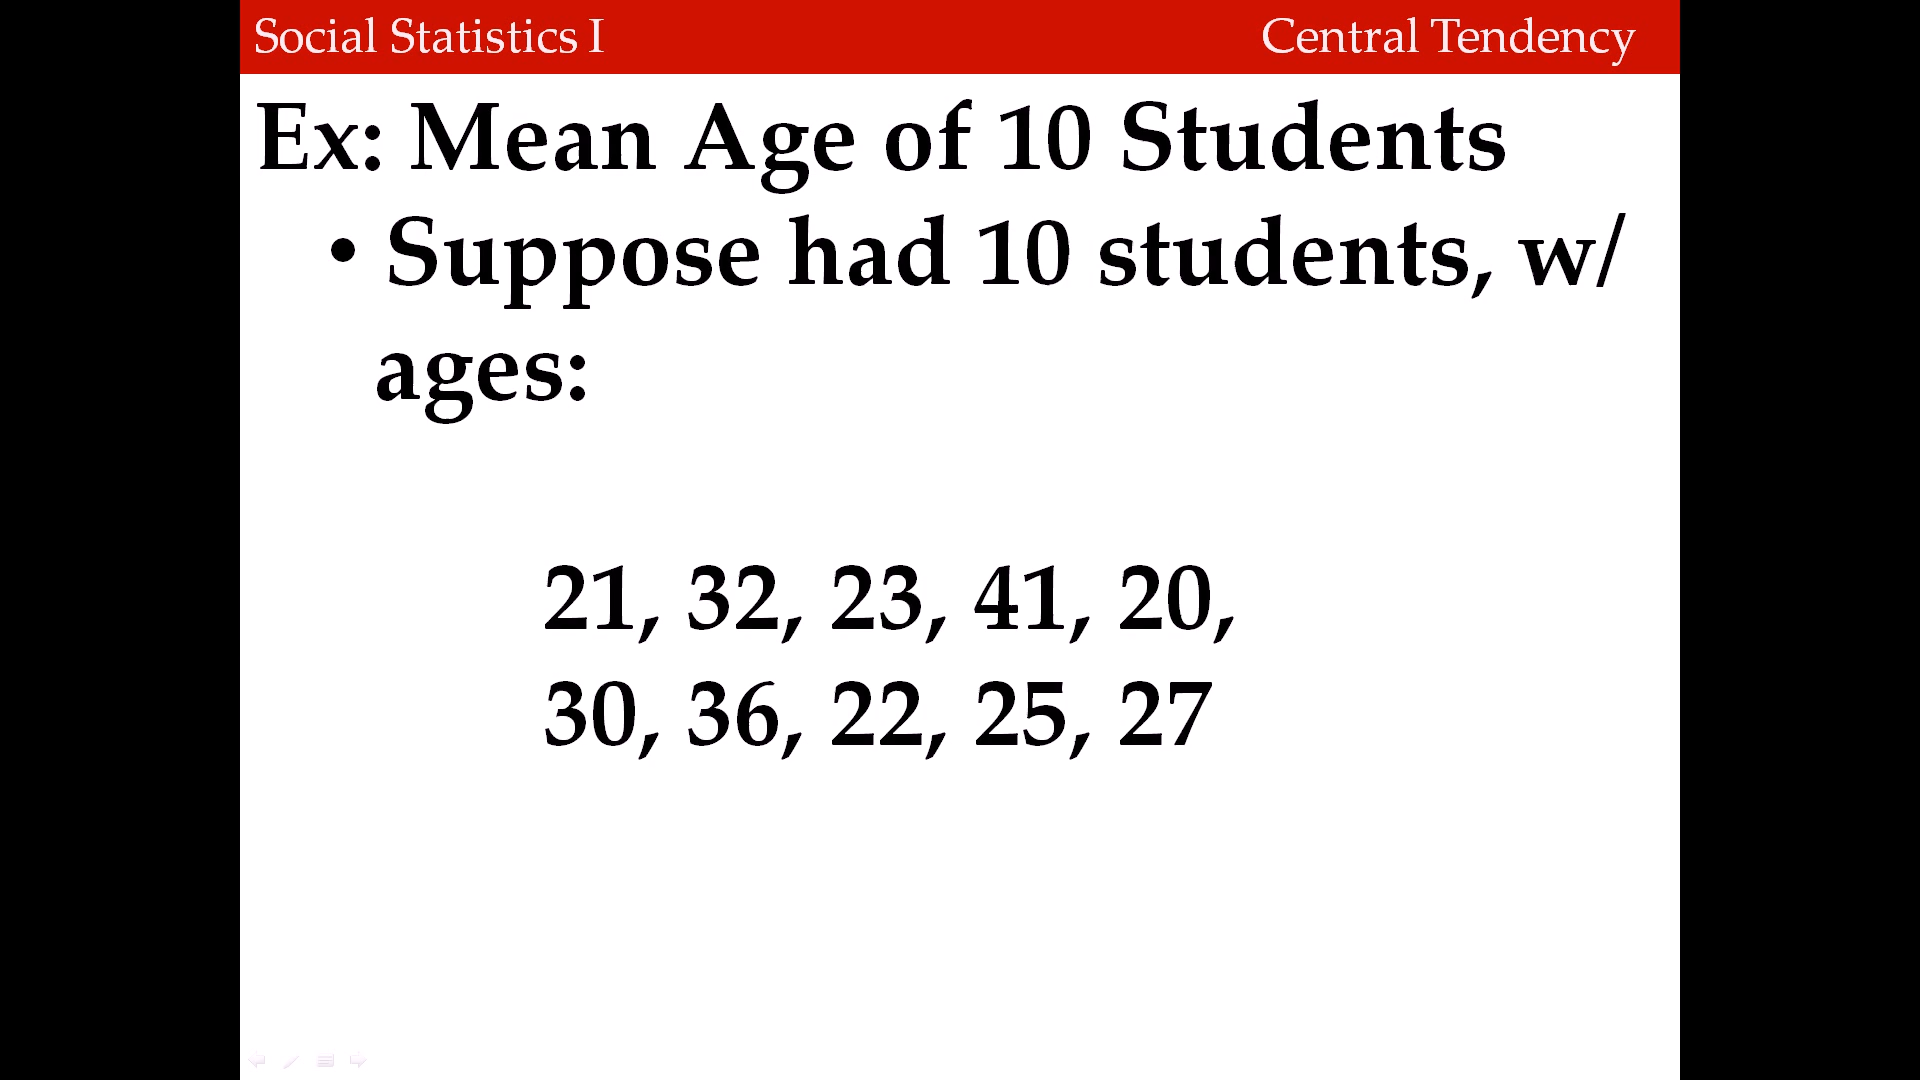 Social Statistics I Central Tendency
Ex: Mean Age of 10 Students
• Suppose had 10 students, w/
ages:
21, 32, 23, 41, 20,
30, 36, 22, 25, 27